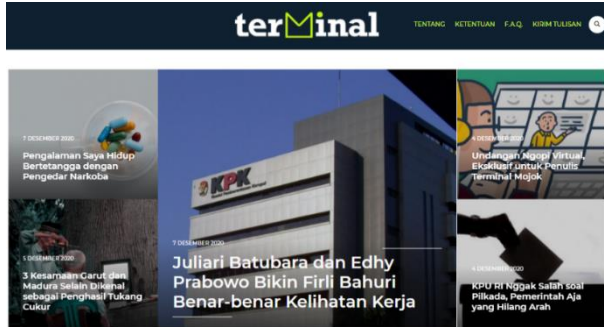 terminal
TENTANG KETENTUAN F.A.Q. KIRIM TULISAN
7 DESEMBER 2020
Pengalaman Saya Hidup
Bertetangga dengan
Pengedar Narkoba
5 DESEMBER 2020
3 Kesamaan Garut dan
Madura Selain Dikenal
sebagai Penghasil Tukang
Cukur
KPK
7 DESEMBER 2020
Juliari Batubara dan Edhy
Prabowo Bikin Firli Bahuri
Benar-benar Kelihatan Kerja
4 DESEMBER 2020
Undangan Ngopi Virtual,
Eksklusif untuk Penulis
Terminal Mojok
4 DESEMBER 2020
KPU RI Nggak Salah soal
Pilkada, Pemerintah Aja
yang Hilang Arah